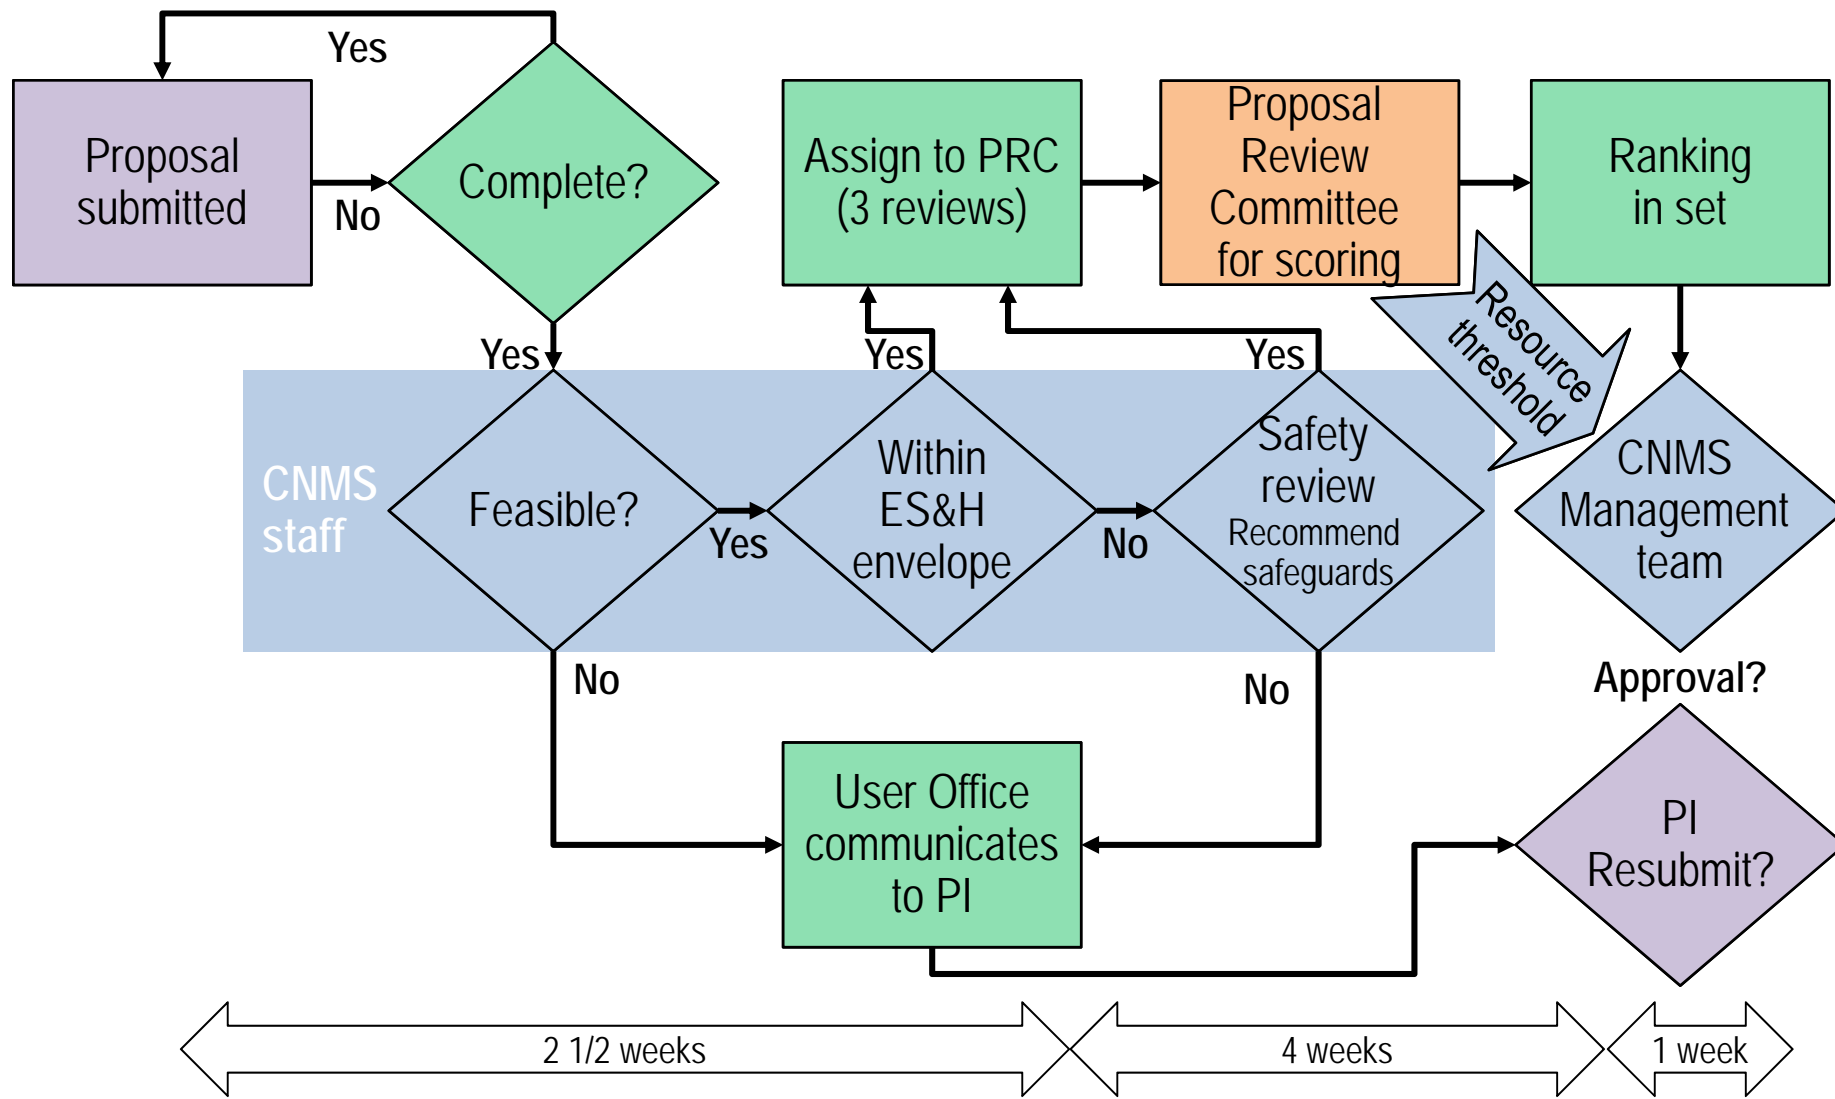 Yes
Proposal
submitted
No
Complete?
Assign to PRC
(3 reviews)
Proposal
Review
Committee
for scoring
Ranking
in set
Resource
threshold
Yes
Yes
Yes
CNMS
staff
Feasible?
Yes
Within
ES&H
envelope
No
Safety
review
Recommend
safeguards
CNMS
Management
team
No
No
Approval?
User Office
communicates
to PI
PI
Resubmit?
2 1/2 weeks
4 weeks
1 week